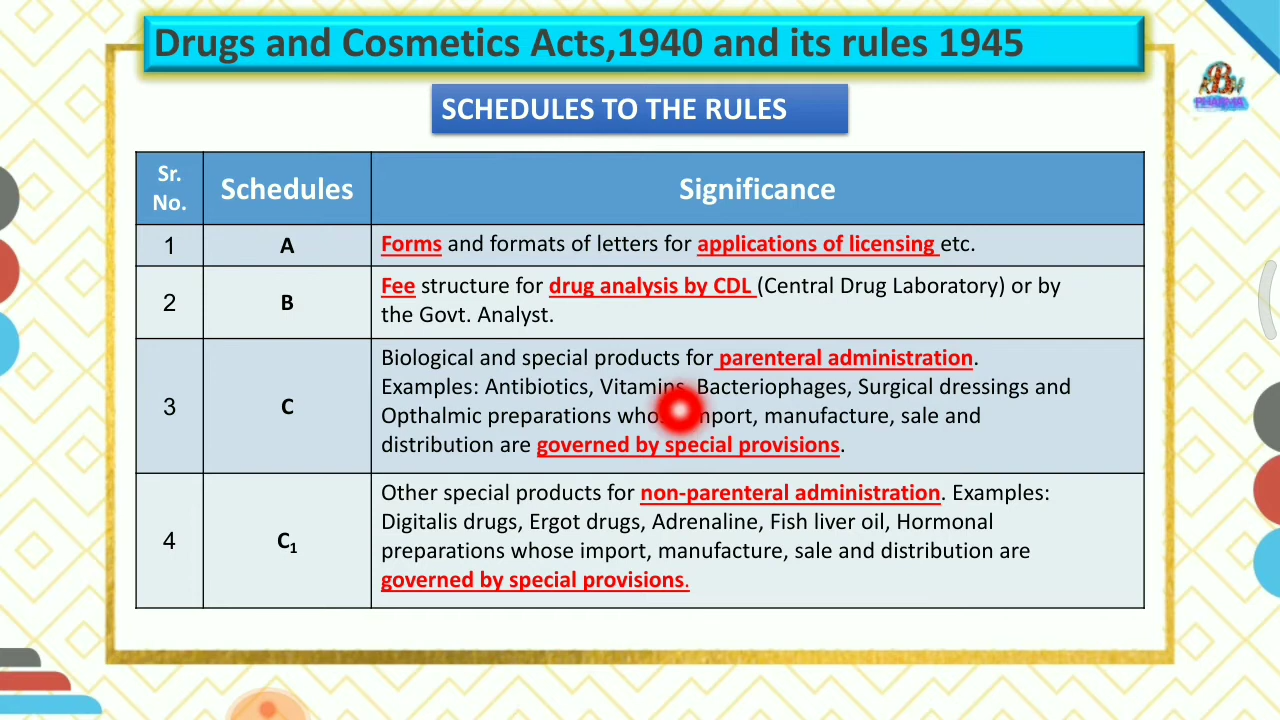 Drugs and Cosmetics Acts,1940 and its rules 1945
SCHEDULES TO THE RULES
Sr. No. Schedules Significance
1 A Forms and formats of letters for applications of licensing etc.
2 B Fee structure for drug analysis by CDL (Central Drug Laboratory) or by
the Govt. Analyst.
3 C Biological and special products for parenteral administration.
Examples: Antibiotics, Vitamins, Bacteriophages, Surgical dressings and
Opthalmic preparations whose import, manufacture, sale and
distribution are governed by special provisions.
4 C1 Other special products for non-parenteral administration. Examples:
Digitalis drugs, Ergot drugs, Adrenaline, Fish liver oil, Hormonal
preparations whose import, manufacture, sale and distribution are
governed by special provisions.
PHARMA